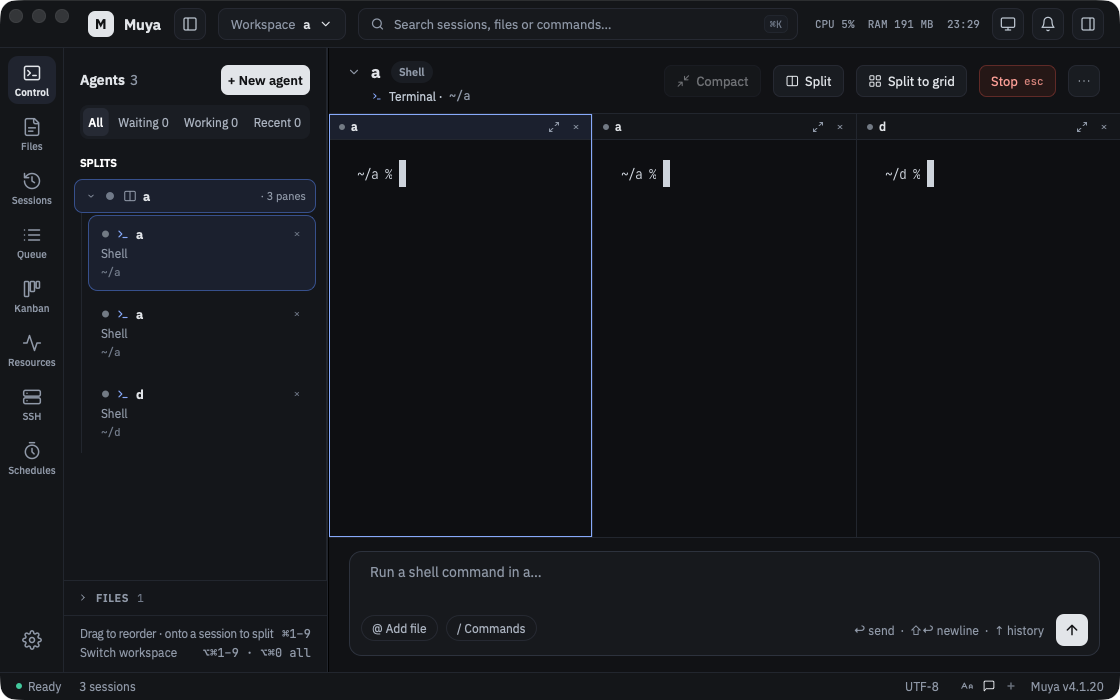 M Muya Workspace a Search sessions, files or commands... ⌘K CPU 5% RAM 191 MB 23:29
Control
Files
Sessions
Queue
Kanban
Resources
SSH
Schedules
Agents 3 + New agent
All Waiting 0 Working 0 Recent 0
SPLITS
a · 3 panes
a ×
Shell
~/a
a ×
Shell
~/a
d ×
Shell
~/d
FILES 1
Drag to reorder · onto a session to split ⌘1–9
Switch workspace ⌥⌘1–9 · ⌥⌘0 all
a Shell
Terminal · ~/a
Compact Split Split to grid Stop esc ...
a ×
~/a %
a ×
~/a %
d ×
~/d %
Run a shell command in a...
@ Add file / Commands
↩ send · ⇧↩ newline · ↑ history
Ready 3 sessions UTF-8 Aa + Muya v4.1.20